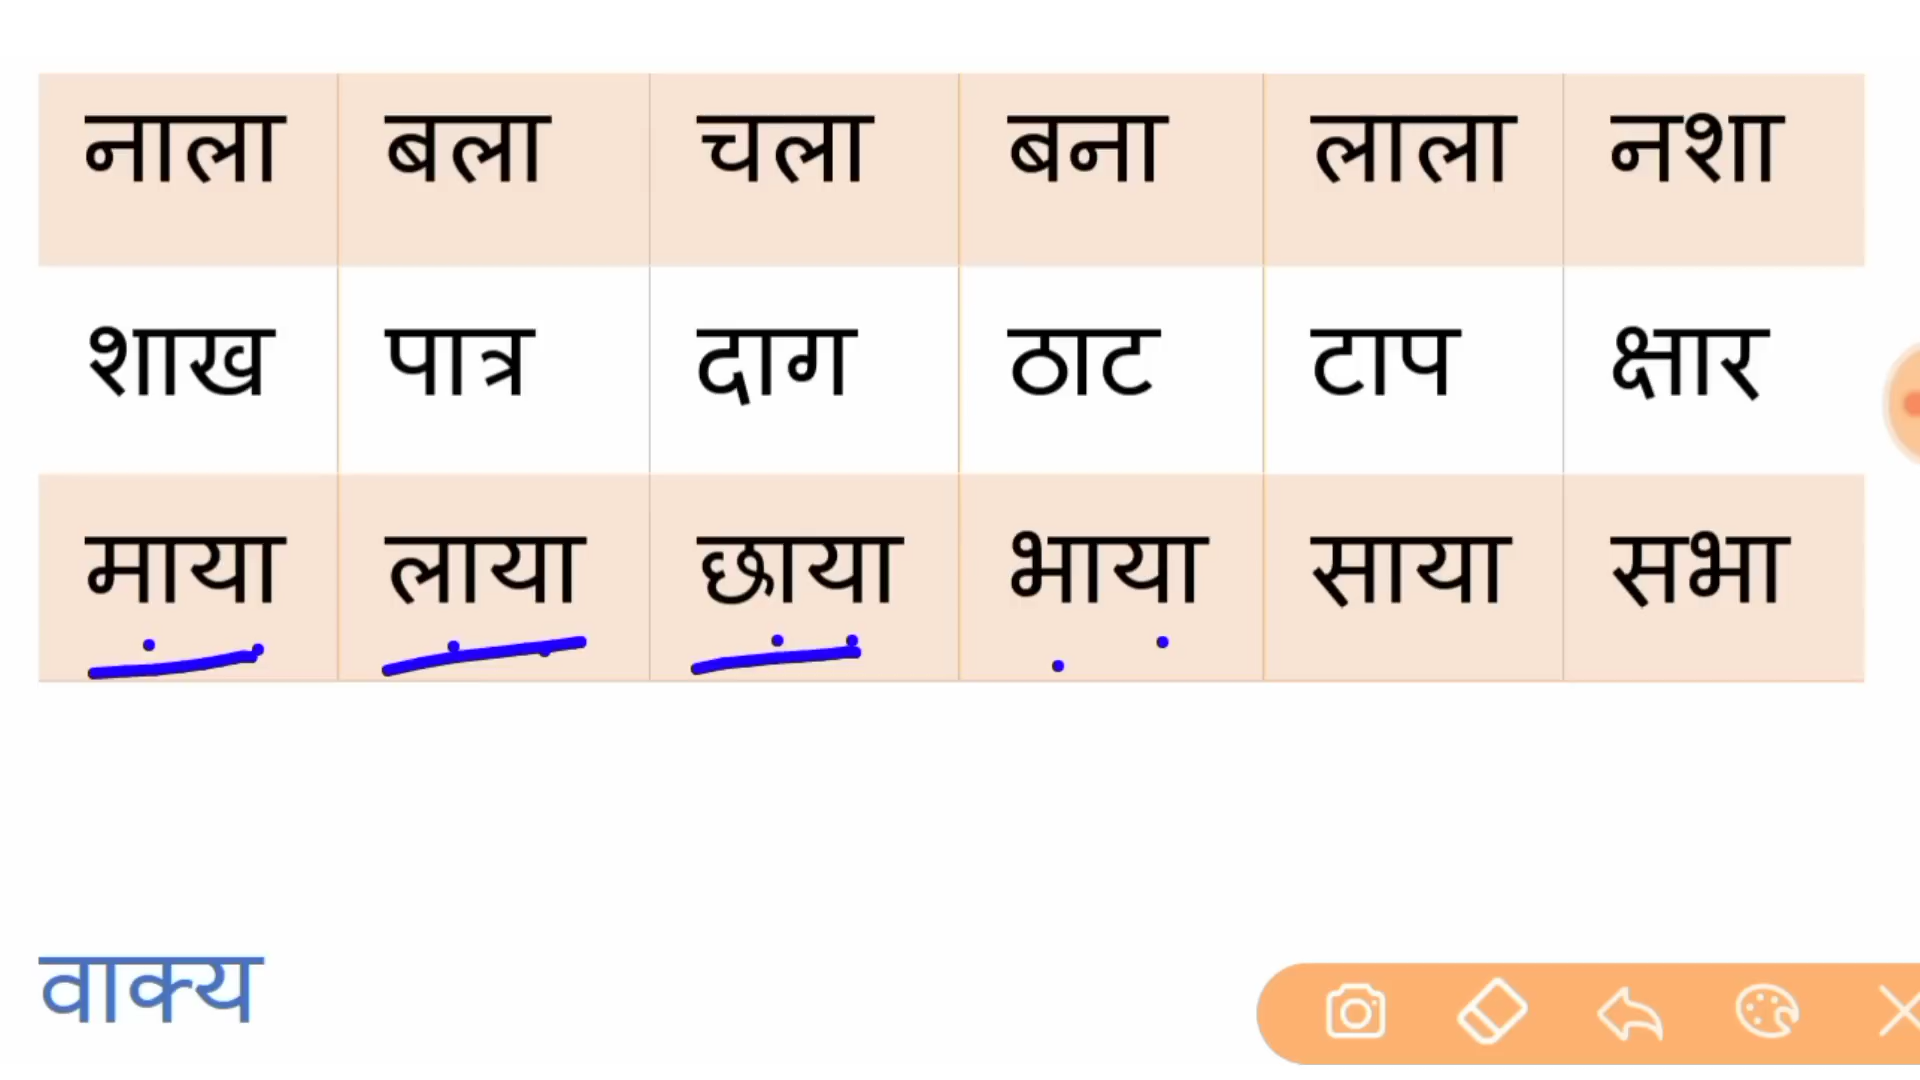 नाला बला चला बना लाला नशा
शाख पात्र दाग ठाट टाप क्षार
माया लाया छाया भाया साया सभा
वाक्य